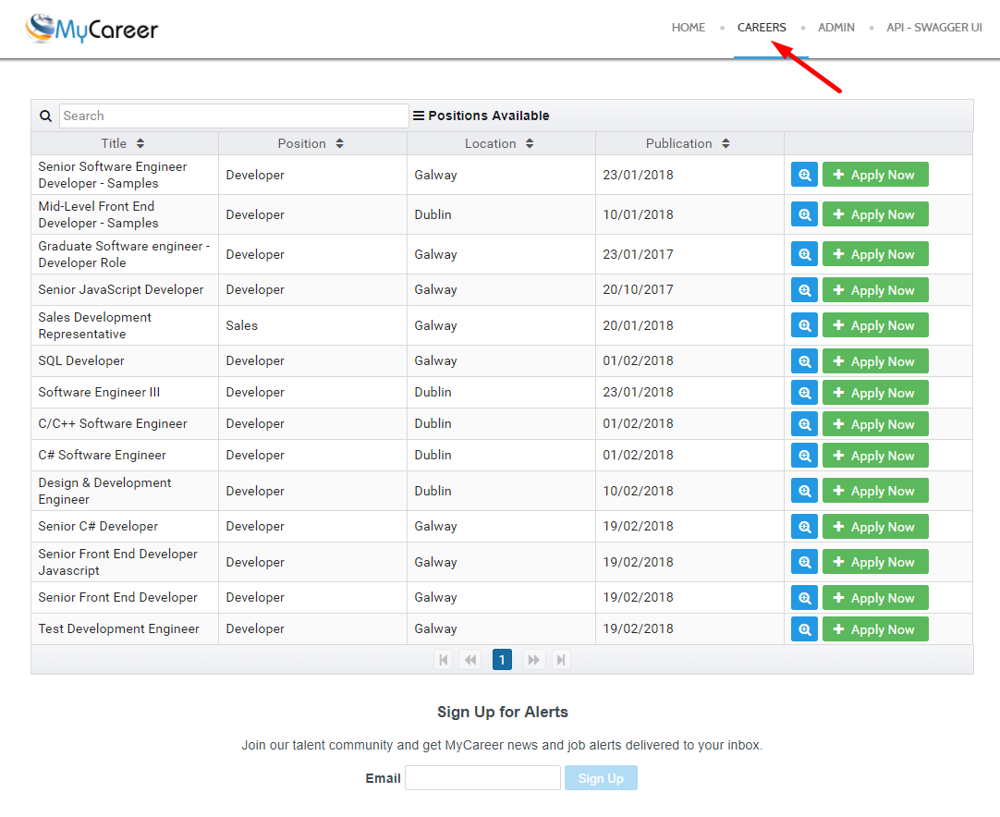 MyCareer
HOME CAREERS ADMIN API - SWAGGER UI
Search Positions Available
Title Position Location Publication
Senior Software Engineer
Developer - Samples
Developer Galway 23/01/2018 Apply Now
Mid-Level Front End
Developer - Samples
Developer Dublin 10/01/2018 Apply Now
Graduate Software engineer -
Developer Role
Developer Galway 23/01/2017 Apply Now
Senior JavaScript Developer Developer Galway 20/10/2017 Apply Now
Sales Development
Representative
Sales Galway 20/01/2018 Apply Now
SQL Developer Developer Galway 01/02/2018 Apply Now
Software Engineer III Developer Dublin 23/01/2018 Apply Now
C/C++ Software Engineer Developer Dublin 01/02/2018 Apply Now
C# Software Engineer Developer Dublin 01/02/2018 Apply Now
Design & Development
Engineer
Developer Dublin 10/02/2018 Apply Now
Senior C# Developer Developer Galway 19/02/2018 Apply Now
Senior Front End Developer
Javascript
Developer Galway 19/02/2018 Apply Now
Senior Front End Developer Developer Galway 19/02/2018 Apply Now
Test Development Engineer Developer Galway 19/02/2018 Apply Now
1
Sign Up for Alerts
Join our talent community and get MyCareer news and job alerts delivered to your inbox.
Email Sign Up